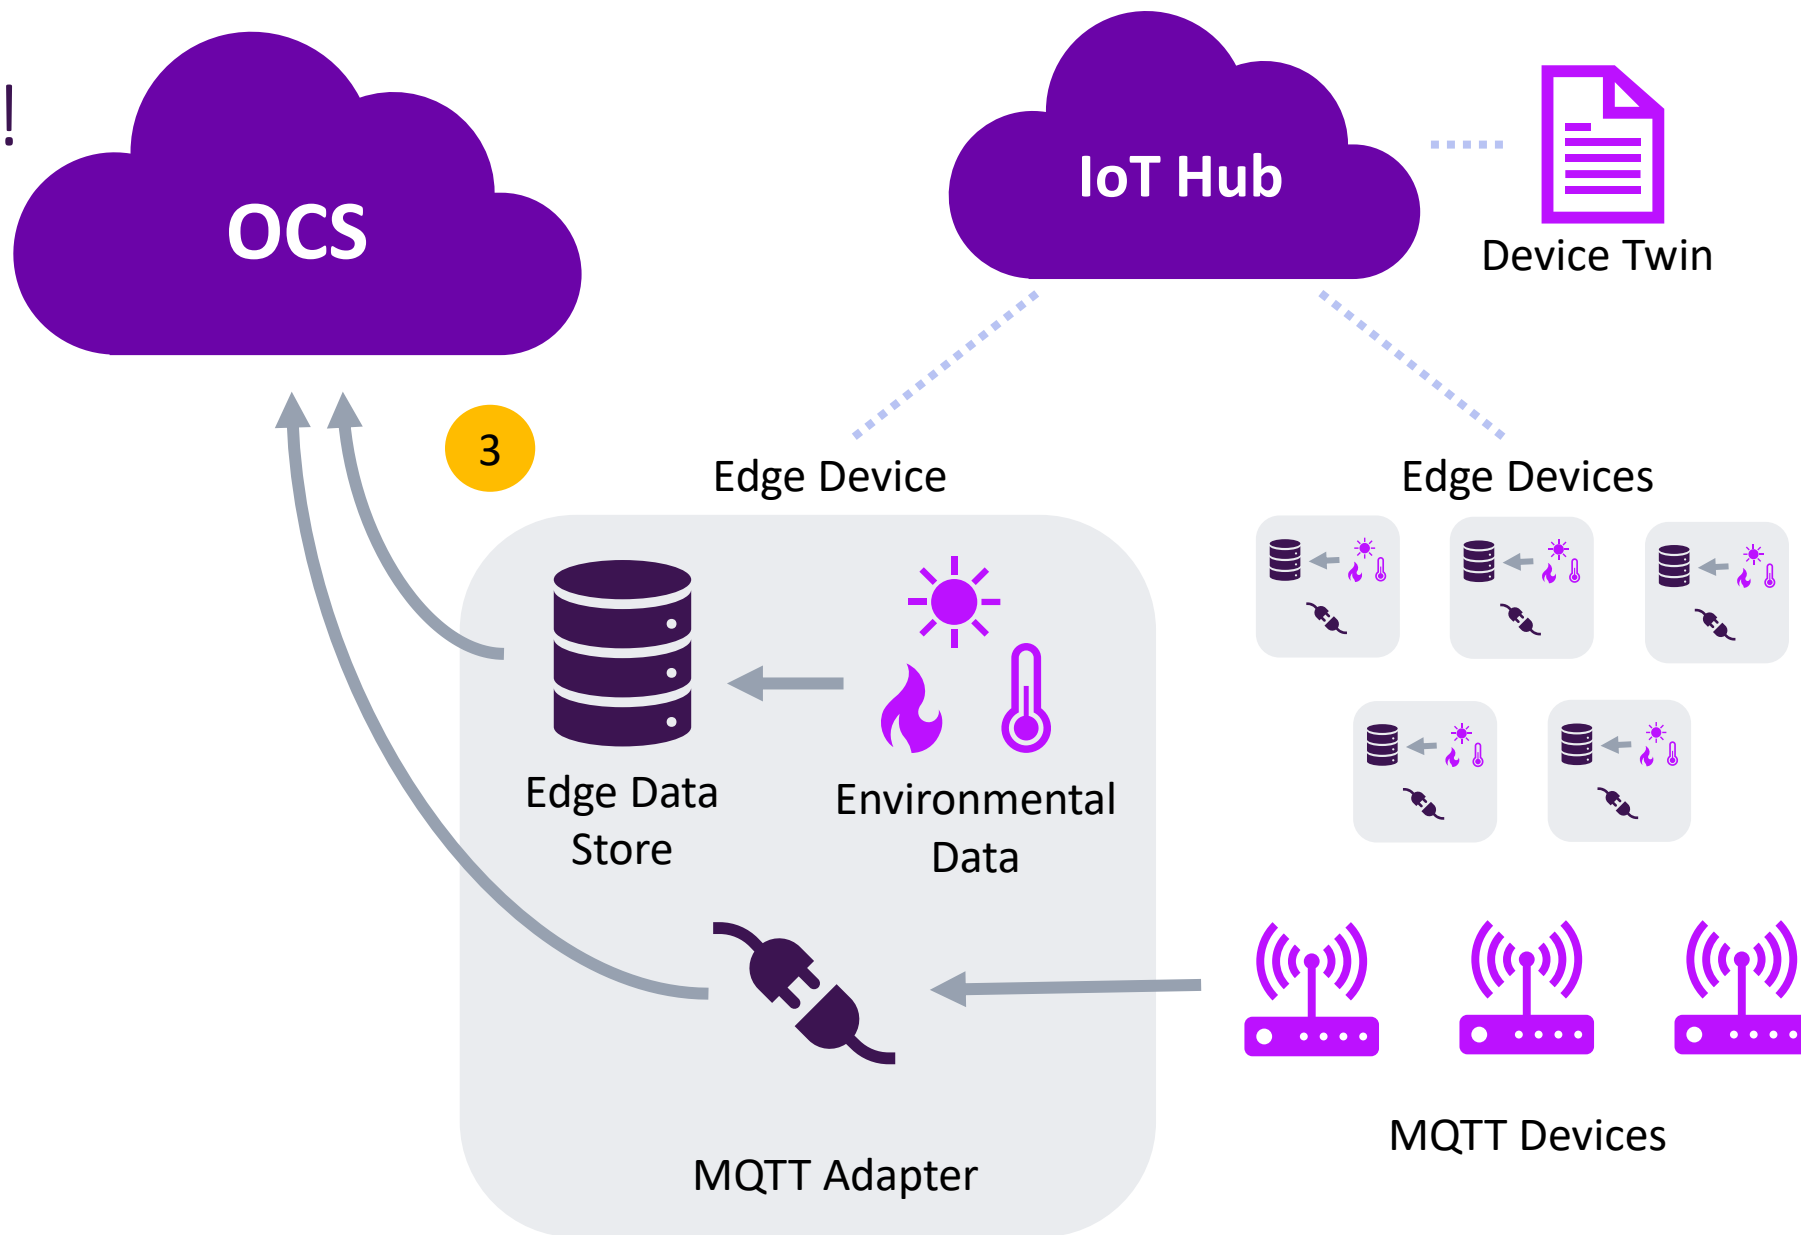 !
OCS
IoT Hub
Device Twin
3
Edge Device
Edge Devices
Edge Data
Store
Environmental
Data
MQTT Adapter
MQTT Devices